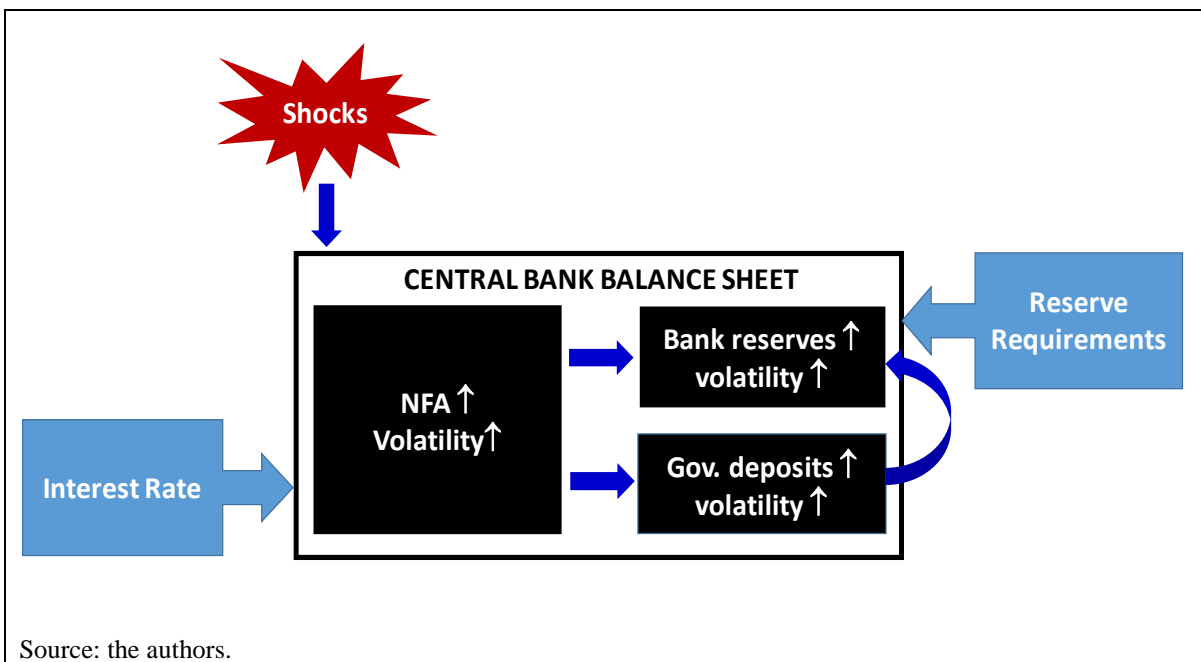 Shocks
CENTRAL BANK BALANCE SHEET
Reserve
Requirements
Bank reserves ↑
volatility ↑
NFA ↑
Volatility↑
Interest Rate
Gov. deposits ↑
volatility ↑
Source: the authors.